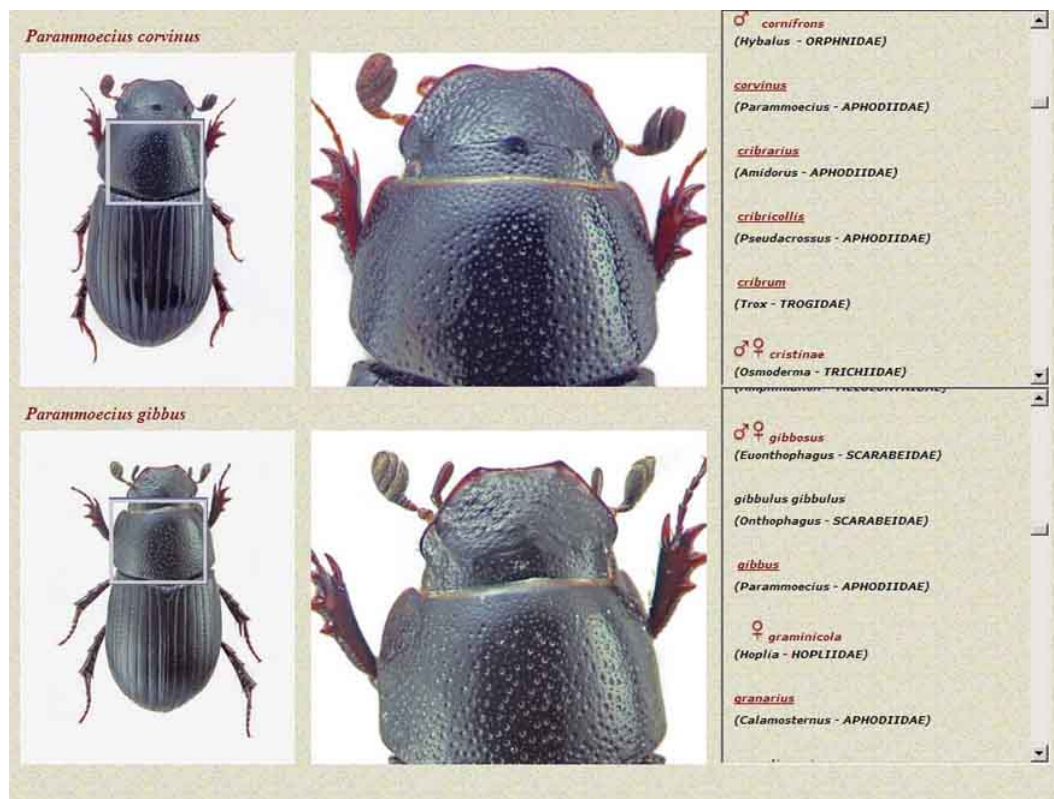 Parammoecius corvinus
♂ cornifrons
(Hybalus - ORPHNIDAE)
corvinus
(Parammoecius - APHODIIDAE)
cribrarius
(Amidorus - APHODIIDAE)
cribricollis
(Pseudacrossus - APHODIIDAE)
cribrum
(Trox - TROGIDAE)
♂♀ cristinae
(Osmoderma - TRICHIIDAE)
Parammoecius gibbus
♂♀ gibbosus
(Euonthophagus - SCARABEIDAE)
gibbulus gibbulus
(Onthophagus - SCARABEIDAE)
gibbus
(Parammoecius - APHODIIDAE)
♀ graminicola
(Hoplia - HOPLIIDAE)
granarius
(Calamosternus - APHODIIDAE)